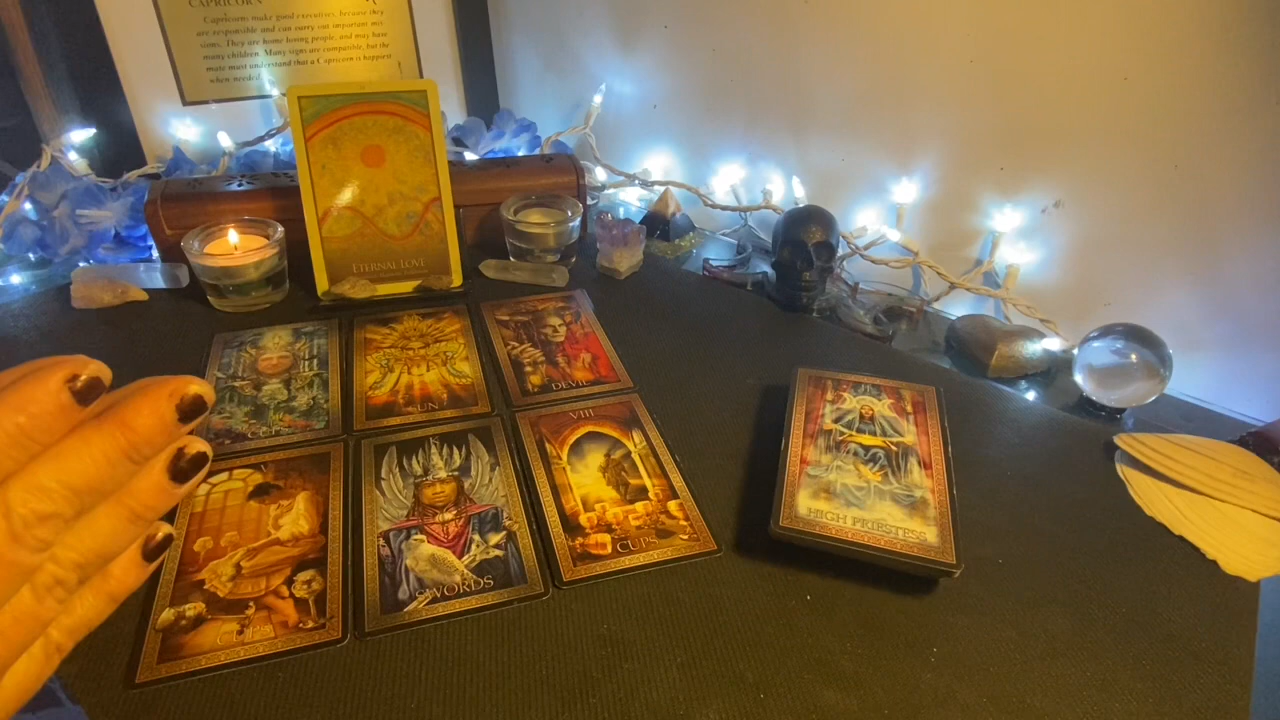 CAPRICORN
Capricorns make good executives, because they
are responsible and can carry out important mis-
sions. They are home loving people, and may have
many children. Many signs are compatible, but the
mate must understand that a Capricorn is happiest
when needed.
ETERNAL LOVE
CUPS
SUN
DEVIL
CUPS
SWORDS
VIII
CUPS
II
HIGH PRIESTESS